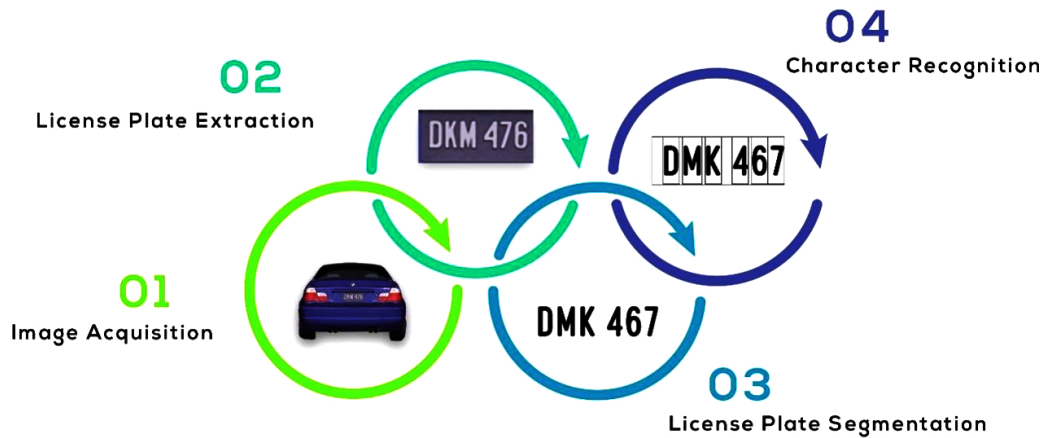 01
Image Acquisition
02
License Plate Extraction
DKM 476
DMK 467
03
License Plate Segmentation
04
Character Recognition
DMK 467